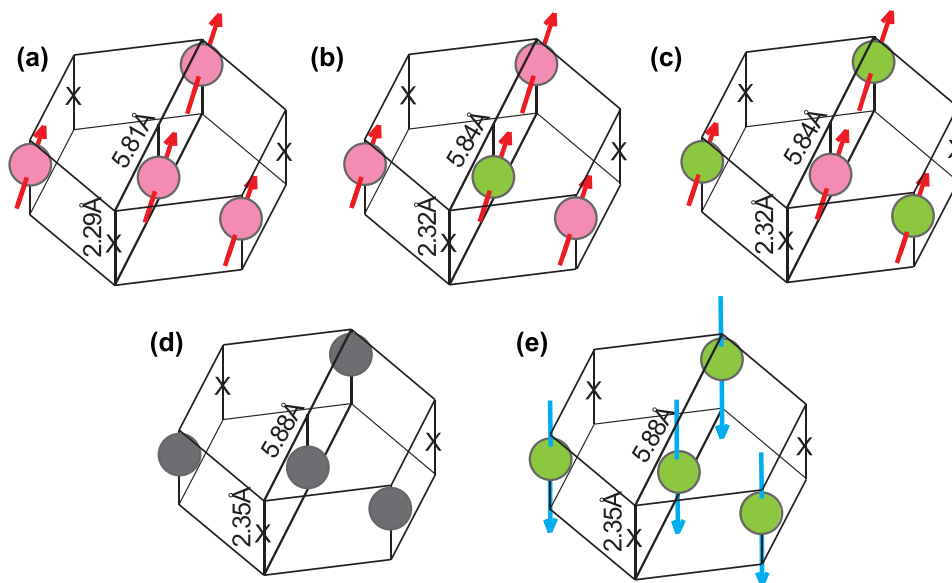 (a)
5.81Å
2.29Å
X
X
X
(b)
5.84Å
2.32Å
X
X
X
(c)
5.84Å
2.32Å
X
X
X
(d)
5.88Å
2.35Å
X
X
X
(e)
5.88Å
2.35Å
X
X
X